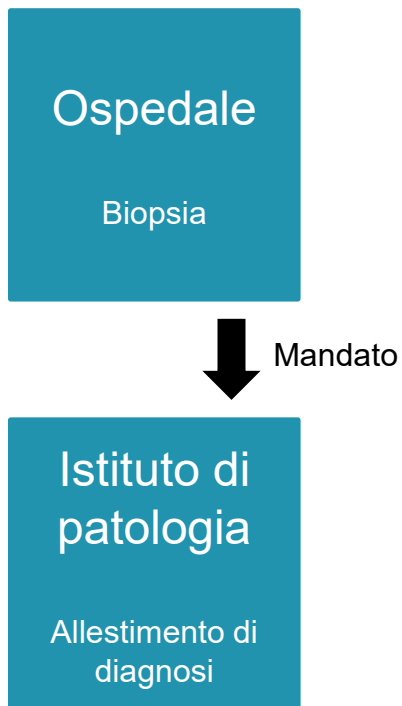 Ospedale
Biopsia
Mandato
Istituto di
patologia
Allestimento di
diagnosi